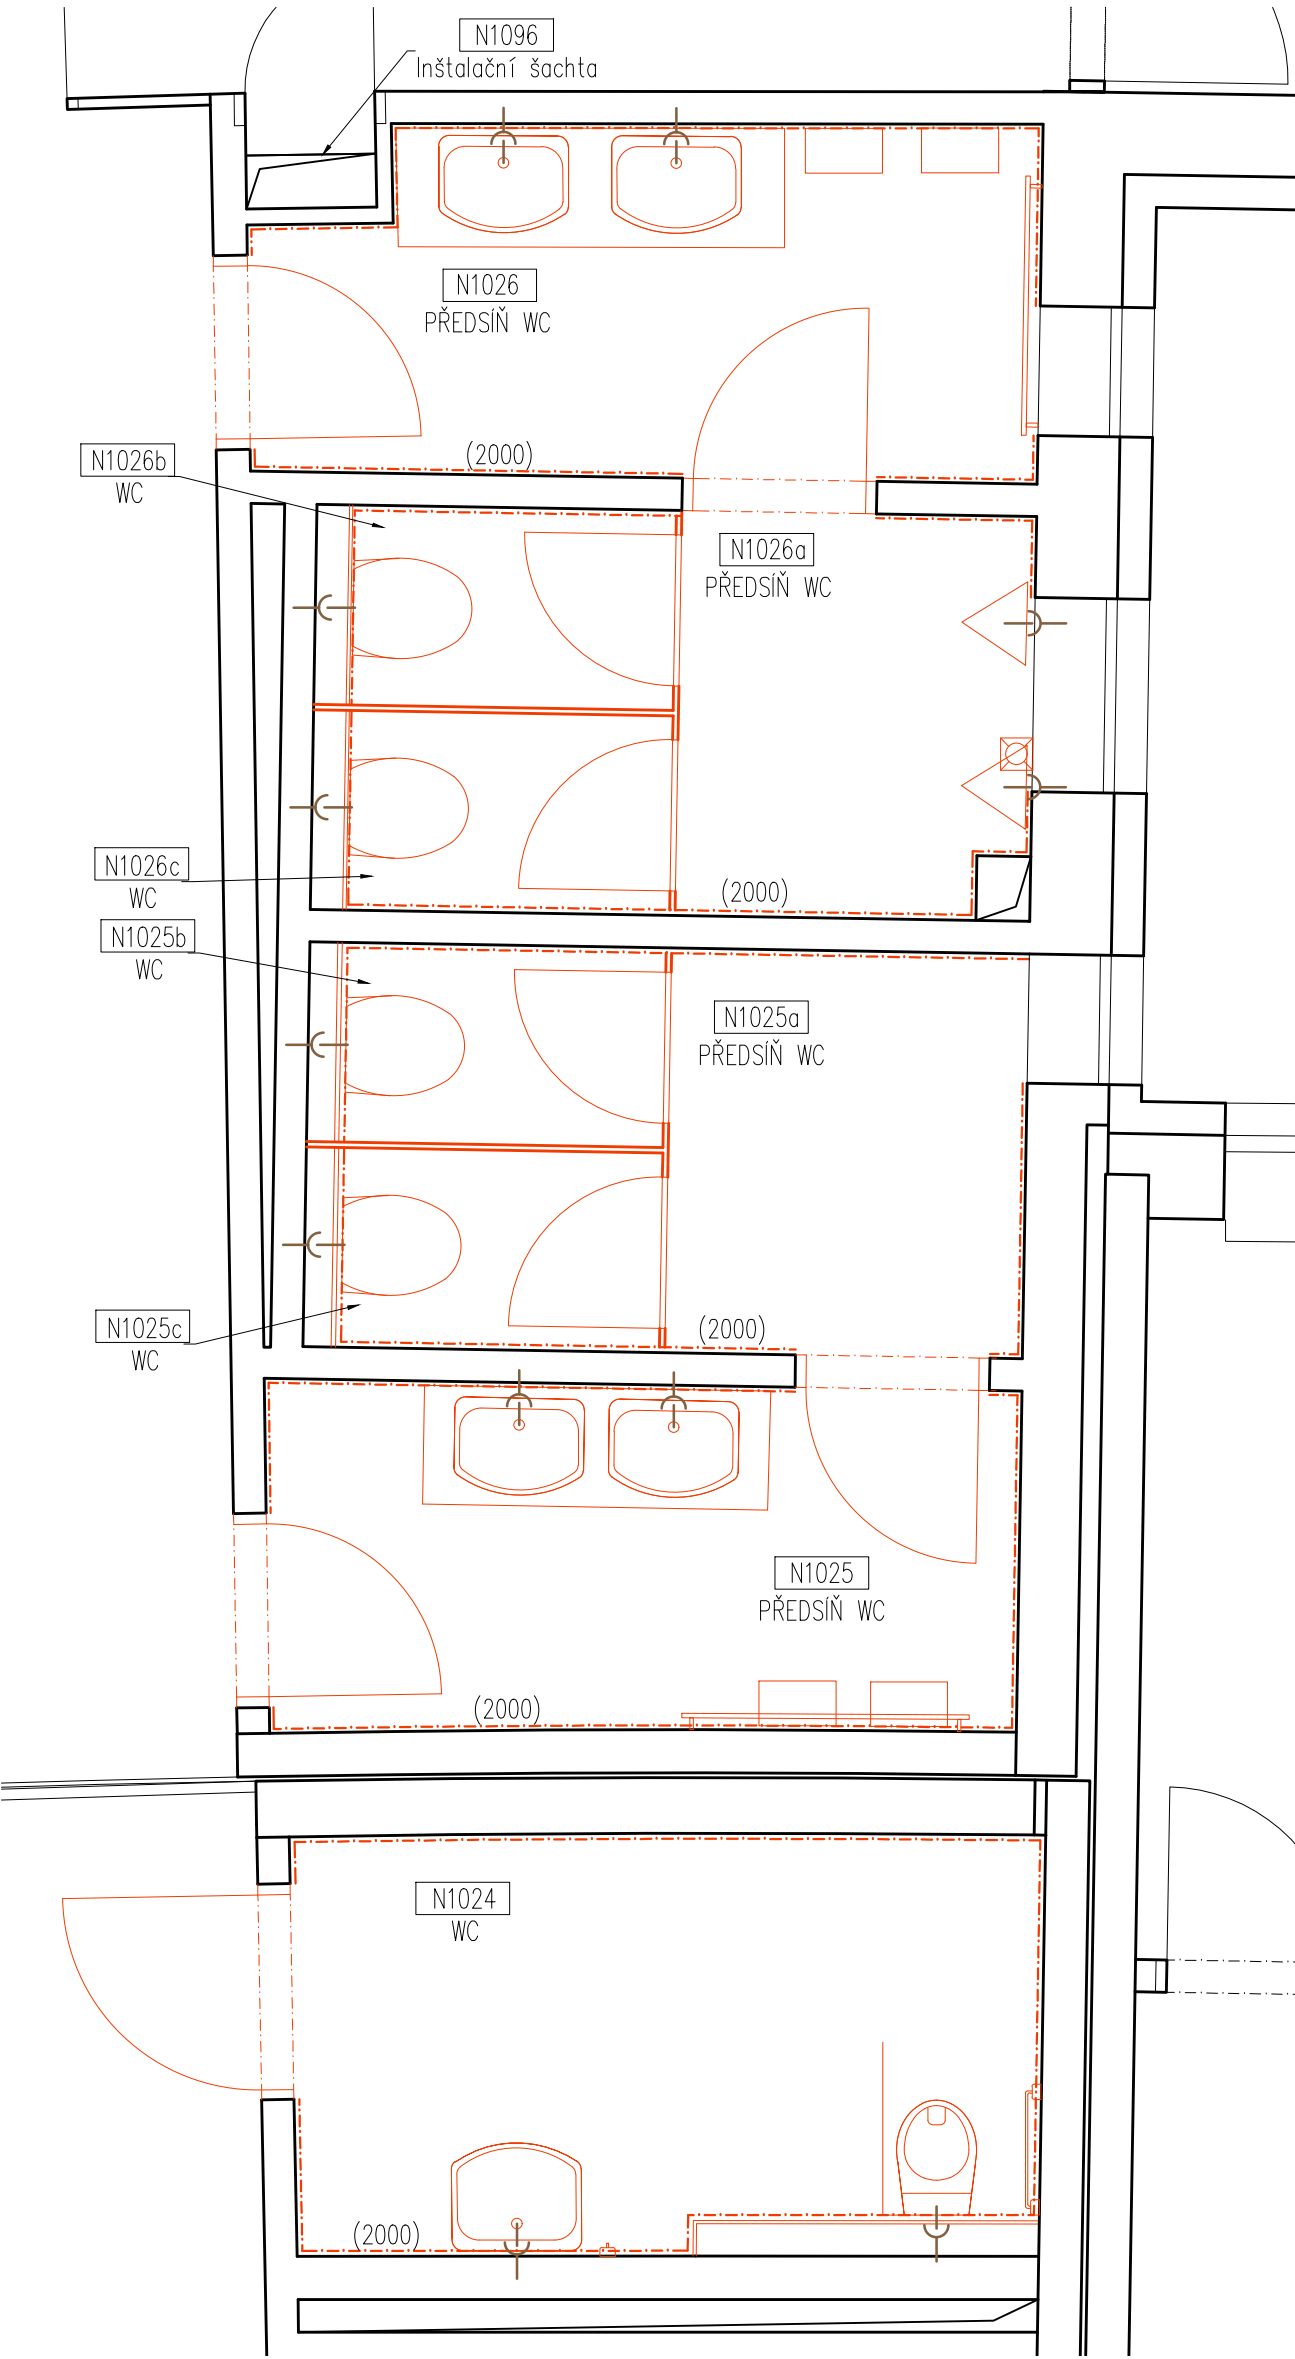 N1096
Inštalační šachta
N1026
PŘEDSÍŇ WC
(2000)
N1026b
WC
N1026a
PŘEDSÍŇ WC
N1026c
WC
(2000)
N1025b
WC
N1025a
PŘEDSÍŇ WC
N1025c
WC
(2000)
N1025
PŘEDSÍŇ WC
(2000)
N1024
WC
(2000)